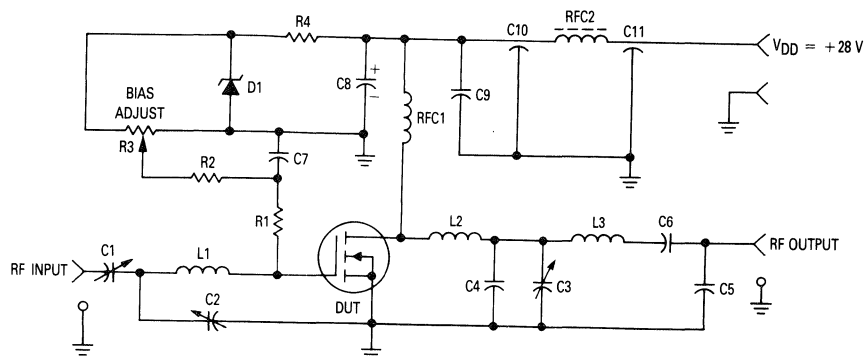 R4
C10
RFC2
C11
V_DD = +28 V
D1
C8
+
−
C9
RFC1
BIAS
ADJUST
R3
R2
C7
R1
L2
L3
C6
RF OUTPUT
C1
L1
RF INPUT
C4
C3
C5
C2
DUT